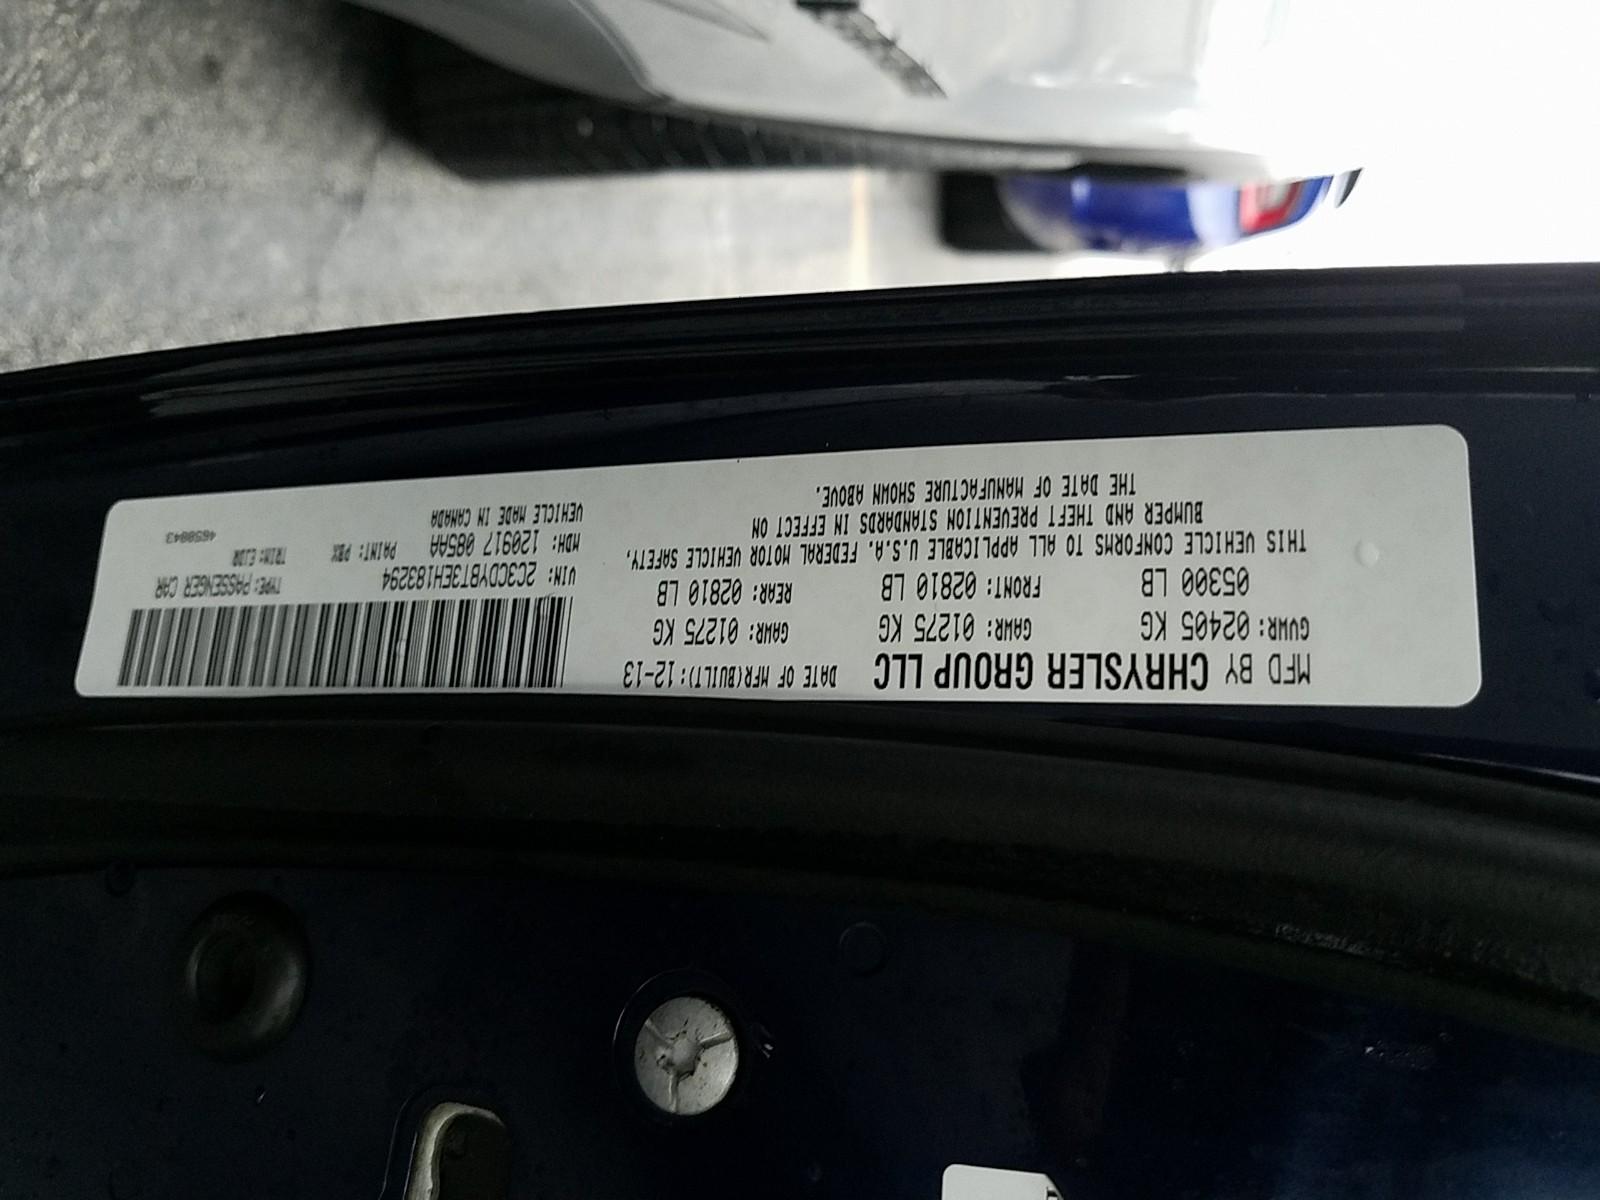 MFD BY CHRYSLER GROUP LLC DATE OF MFR(BUILT): 12-13
GVWR: 02405 KG GAWR: 01275 KG GAWR: 01275 KG
05300 LB FRONT: 02810 LB REAR: 02810 LB
THIS VEHICLE CONFORMS TO ALL APPLICABLE U.S.A. FEDERAL MOTOR VEHICLE SAFETY,
BUMPER AND THEFT PREVENTION STANDARDS IN EFFECT ON
THE DATE OF MANUFACTURE SHOWN ABOVE.
VIN: 2C3CDYBT3EH183294 TYPE: PASSENGER CAR
MDH: 120917 085AA PAINT: PBX TRIM: EJDR
VEHICLE MADE IN CANADA 4650843